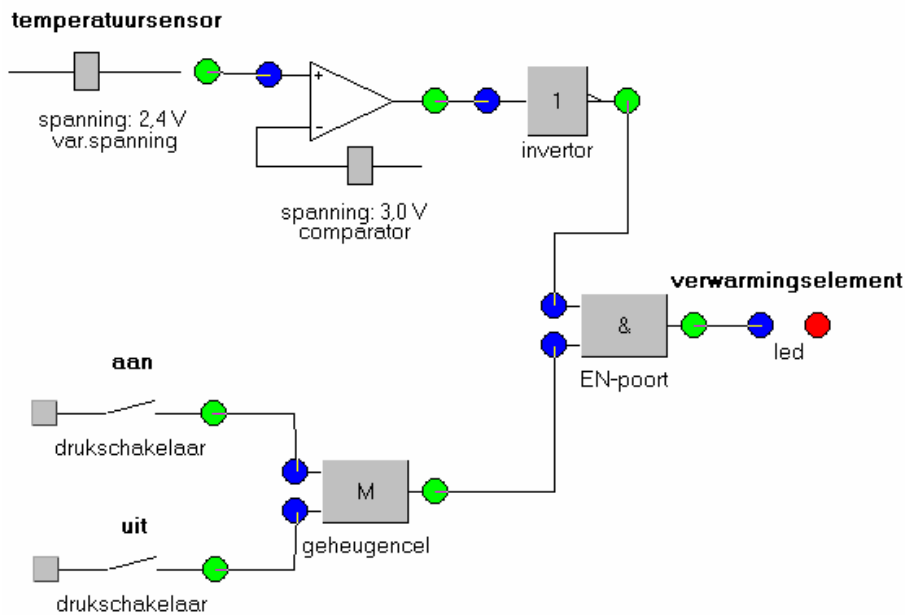 temperatuursensor
spanning: 2,4 V
var.spanning
+
−
1
invertor
spanning: 3,0 V
comparator
verwarmingselement
&
led
EN-poort
aan
drukschakelaar
M
geheugencel
uit
drukschakelaar